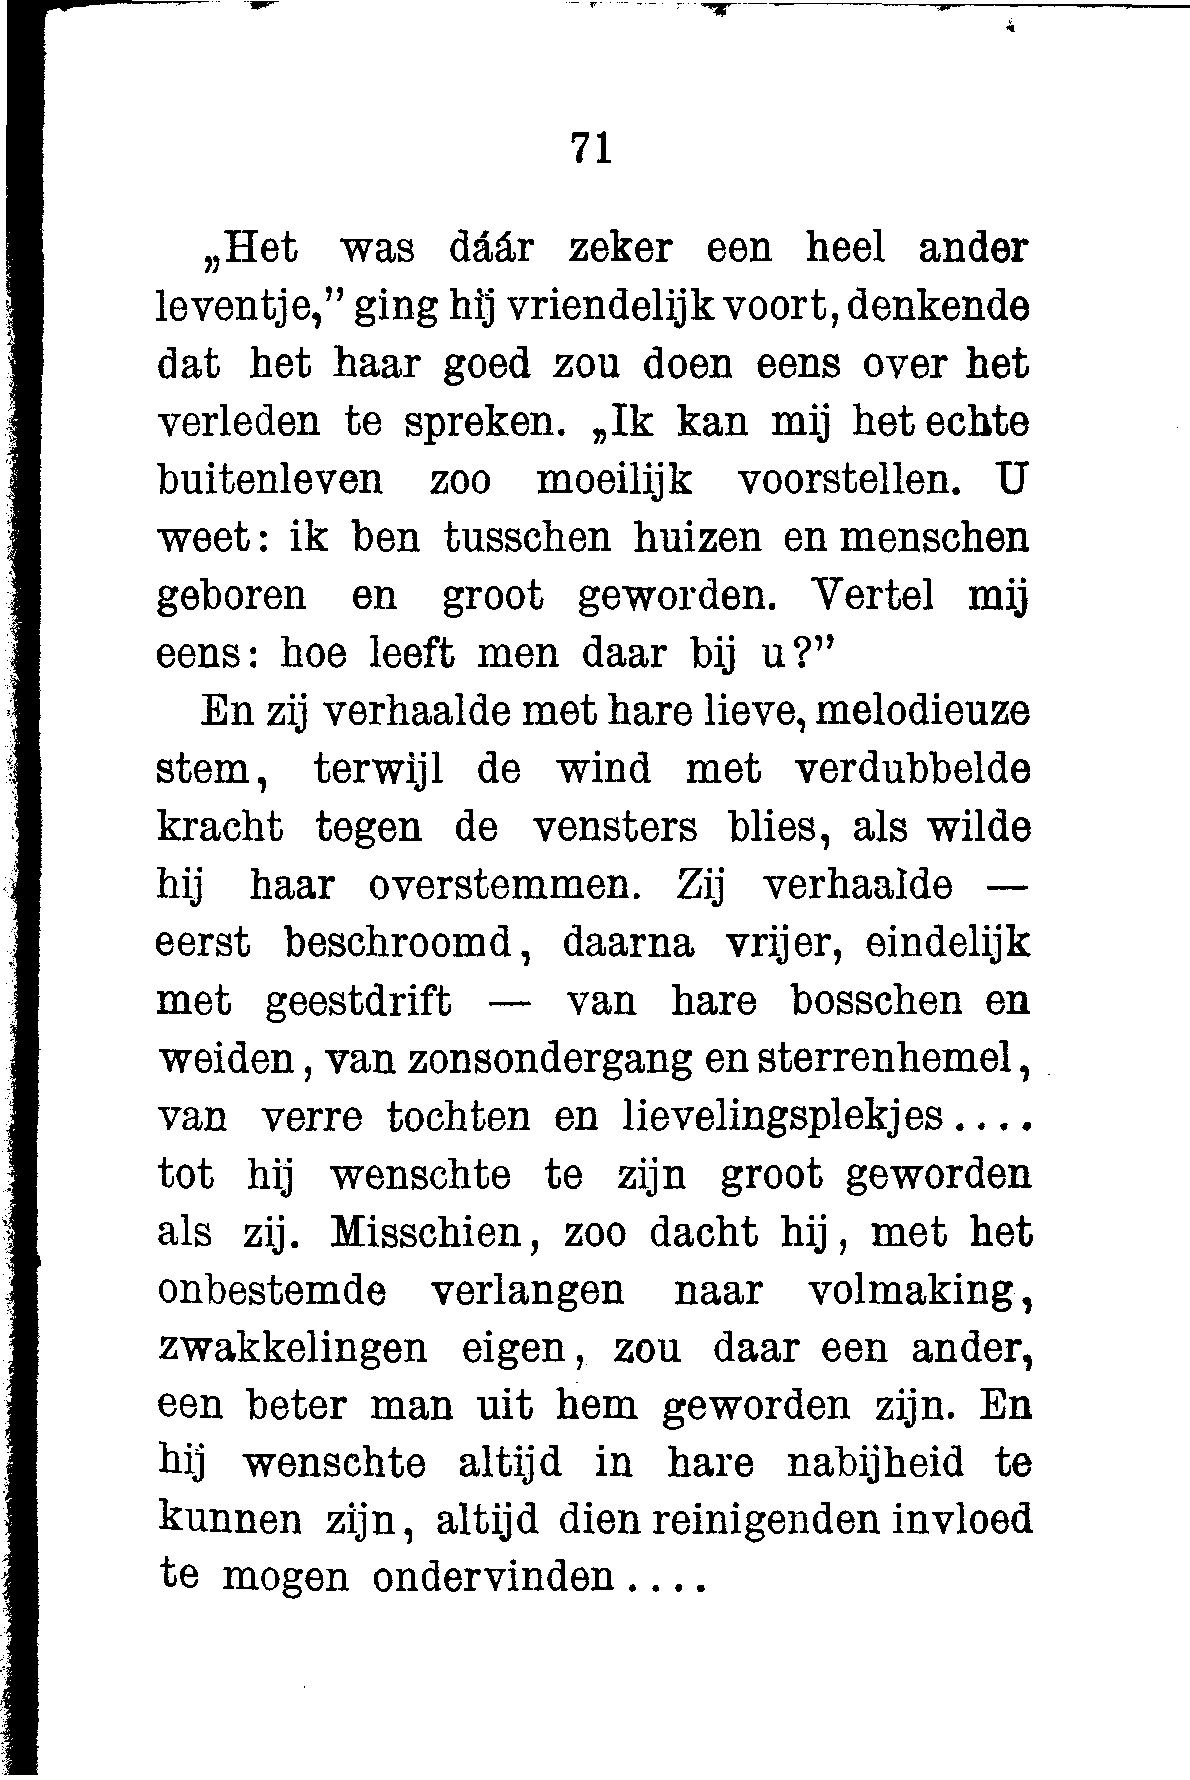 71
„Het was dáár zeker een heel ander
leventje,” ging hij vriendelijk voort, denkende
dat het haar goed zou doen eens over het
verleden te spreken. „Ik kan mij het echte
buitenleven zoo moeilijk voorstellen. U
weet: ik ben tusschen huizen en menschen
geboren en groot geworden. Vertel mij
eens: hoe leeft men daar bij u?”
En zij verhaalde met hare lieve, melodieuze
stem, terwijl de wind met verdubbelde
kracht tegen de vensters blies, als wilde
hij haar overstemmen. Zij verhaalde —
eerst beschroomd, daarna vrijer, eindelijk
met geestdrift — van hare bosschen en
weiden, van zonsondergang en sterrenhemel,
van verre tochten en lievelingsplekjes....
tot hij wenschte te zijn groot geworden
als zij. Misschien, zoo dacht hij, met het
onbestemde verlangen naar volmaking,
zwakkelingen eigen, zou daar een ander,
een beter man uit hem geworden zijn. En
hij wenschte altijd in hare nabijheid te
kunnen zijn, altijd dien reinigenden invloed
te mogen ondervinden....